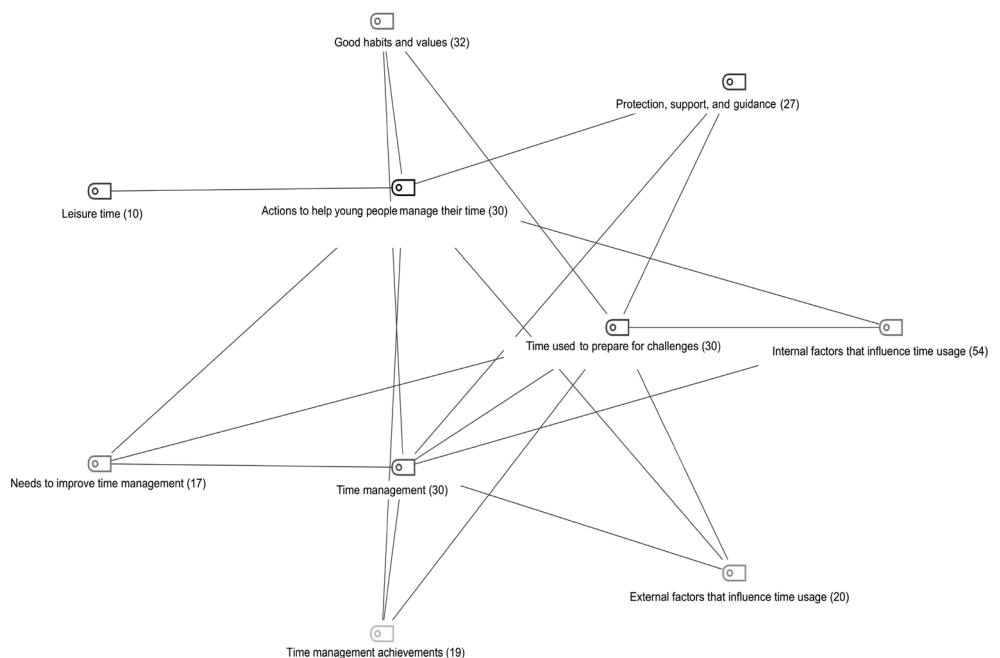 Good habits and values (32)
Protection, support, and guidance (27)
Leisure time (10)
Actions to help young people manage their time (30)
Time used to prepare for challenges (30)
Internal factors that influence time usage (54)
Needs to improve time management (17)
Time management (30)
External factors that influence time usage (20)
Time management achievements (19)